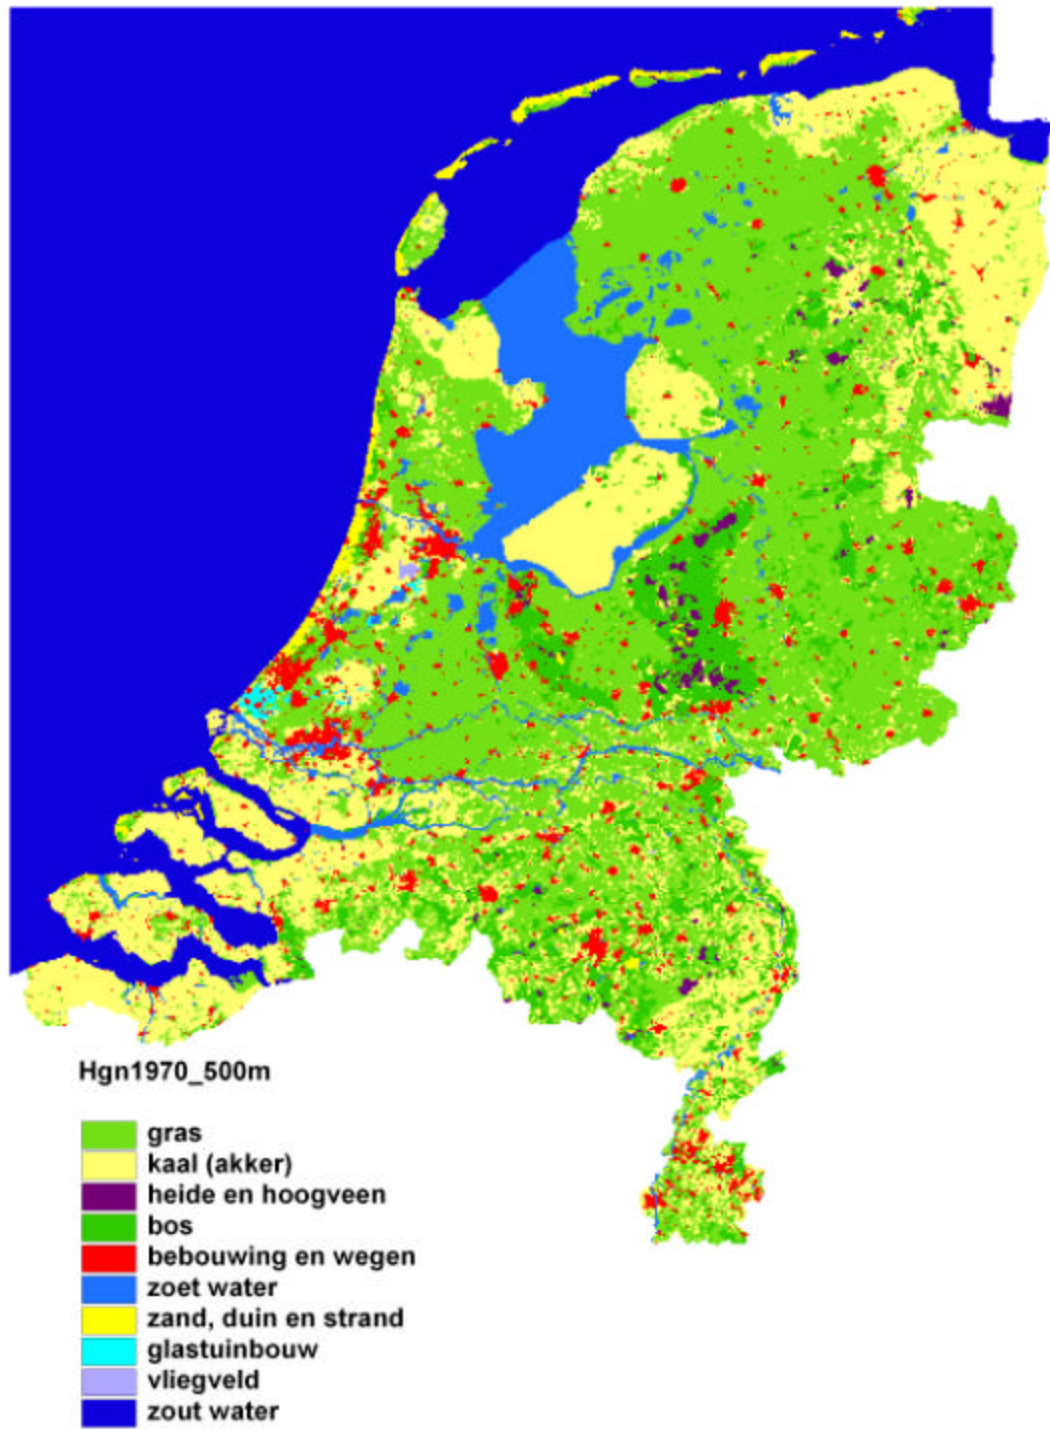 Hgn1970_500m
gras
kaal (akker)
heide en hoogveen
bos
bebouwing en wegen
zoet water
zand, duin en strand
glastuinbouw
vliegveld
zout water